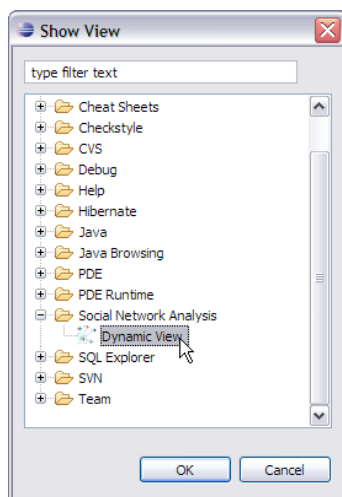 Show View
type filter text
Cheat Sheets
Checkstyle
CVS
Debug
Help
Hibernate
Java
Java Browsing
PDE
PDE Runtime
Social Network Analysis
Dynamic View
SQL Explorer
SVN
Team
OK Cancel